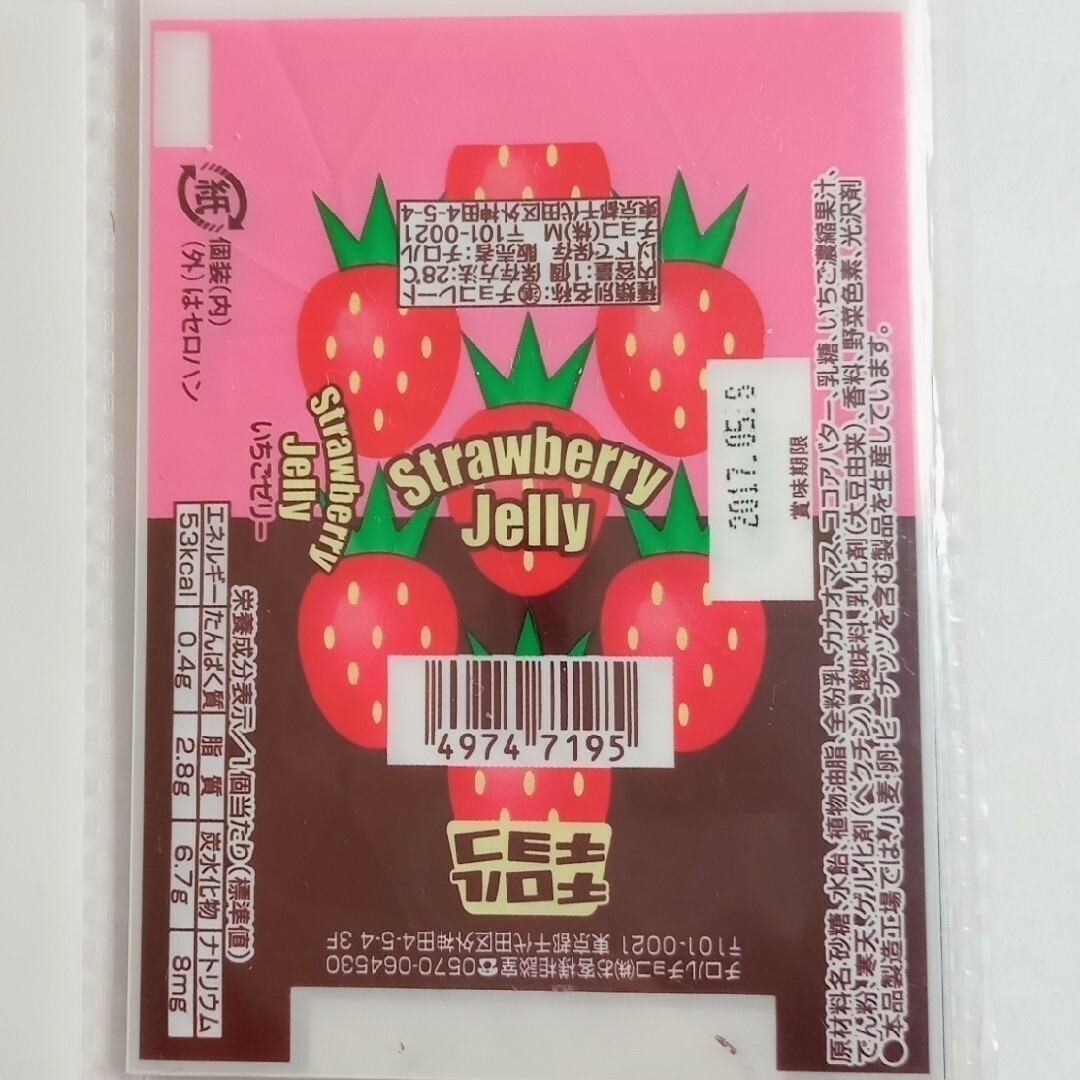 種類別名称:㊤チョコレート
内容量:1個 保存方法:28℃
以下で保存 販売者:チロル
チョコ(株)M 〒101-0021
東京都千代田区外神田4-5-4
紙
個装(内)
(外)はセロハン
Strawberry
Jelly
いちごゼリー
Strawberry
Jelly
賞味期限
2017.05.
栄養成分表示/1個当たり(標準値)
エネルギー たんぱく質 脂質 炭水化物 ナトリウム
53kcal 0.4g 2.8g 6.7g 8mg
4974 7195
チロル
チョコ
チロルチョコ(株)お客様相談室☎0570-064530
〒101-0021 東京都千代田区外神田4-5-4 3F
原材料名:砂糖、水飴、植物油脂、全粉乳、カカオマス、ココアバター、乳糖、いちご濃縮果汁、
でん粉、寒天、ゲル化剤(ペクチン)、酸味料、乳化剤(大豆由来)、香料、野菜色素、光沢剤
●本品製造工場では、小麦、卵、ピーナッツを含む製品を生産しています。